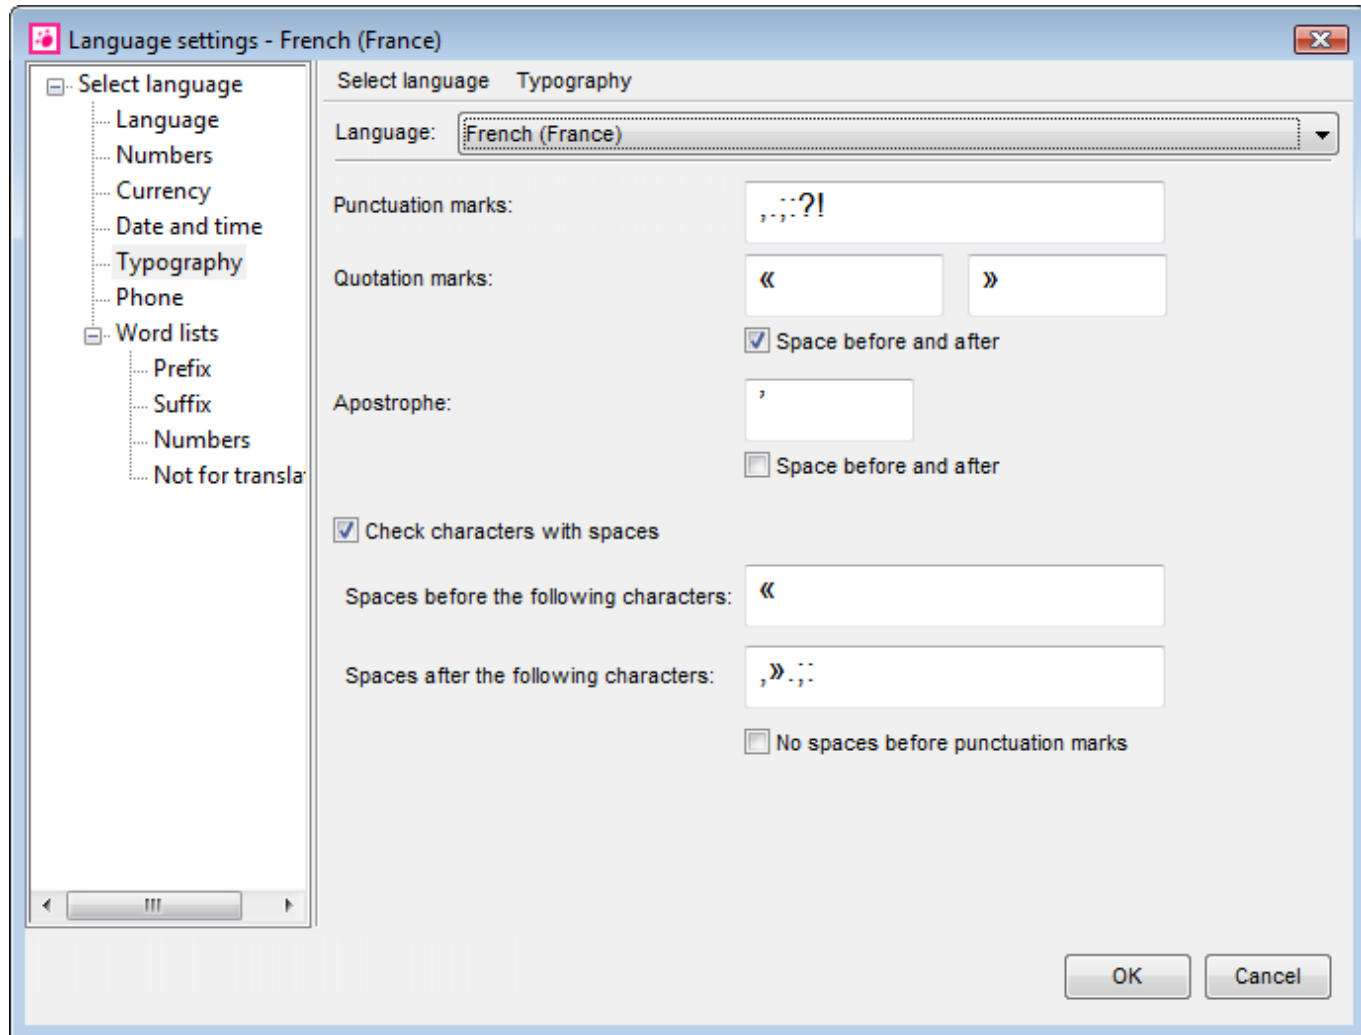 Language settings - French (France)
Select language
Language
Numbers
Currency
Date and time
Typography
Phone
Word lists
Prefix
Suffix
Numbers
Not for transla
Select language Typography
Language: French (France)
Punctuation marks: ,.;:?!
Quotation marks: « »
Space before and after
Apostrophe: ’
Space before and after
Check characters with spaces
Spaces before the following characters: «
Spaces after the following characters: ,».;:
No spaces before punctuation marks
OK Cancel